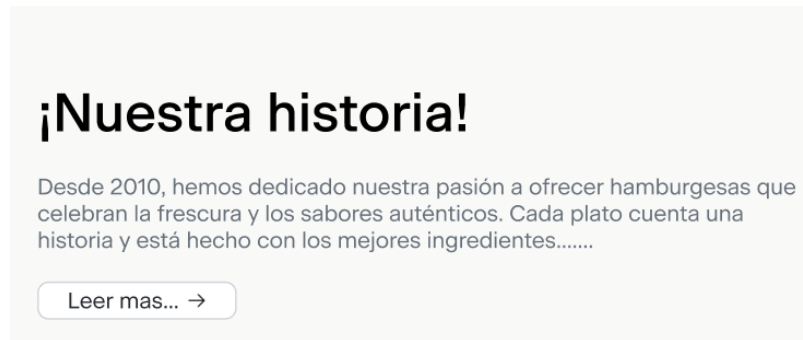 ¡Nuestra historia!
Desde 2010, hemos dedicado nuestra pasión a ofrecer hamburgesas que
celebran la frescura y los sabores auténticos. Cada plato cuenta una
historia y está hecho con los mejores ingredientes.......
Leer mas... →